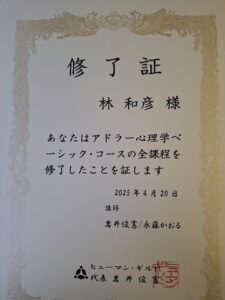 修了証
林 和彦 様
あなたはアドラー心理学ベ
ーシック・コースの全課程を
修了したことを証します
2025年4月20日
講師
岩井俊憲/永藤かおる
ヒューマン・ギルド
代表 岩井俊憲